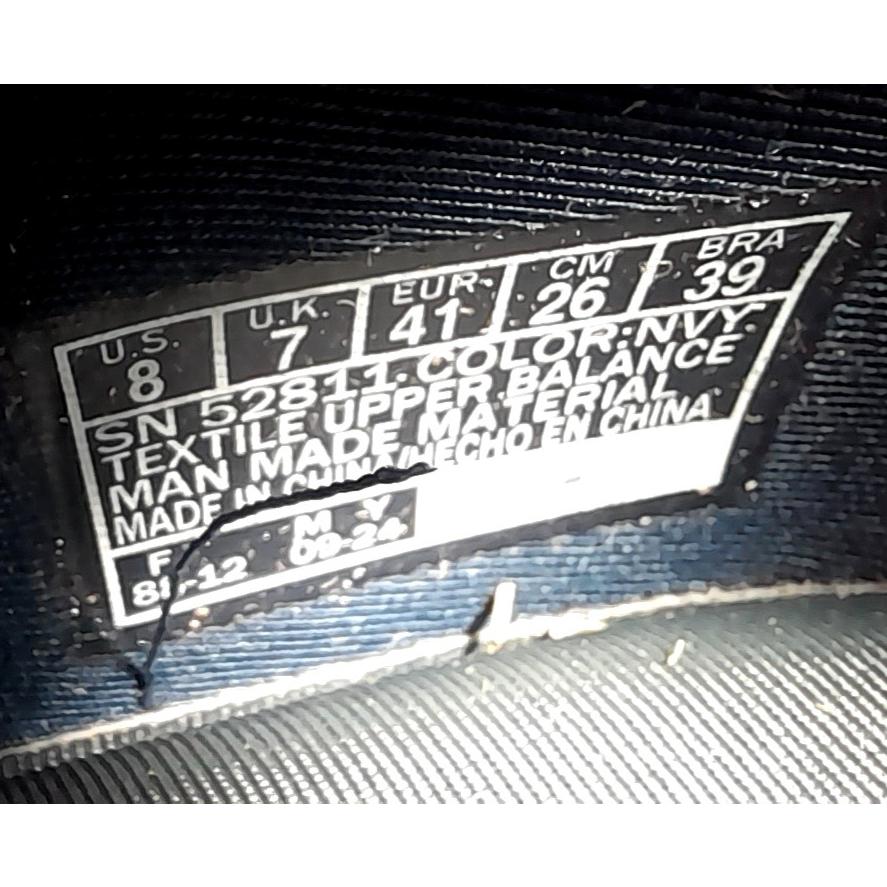 U.S. U.K. EUR CM BRA
8 7 41 26 39
SN 52811 COLOR:NVY
TEXTILE UPPER BALANCE
MAN MADE MATERIAL
MADE IN CHINA/HECHO EN CHINA
F M Y
09-24